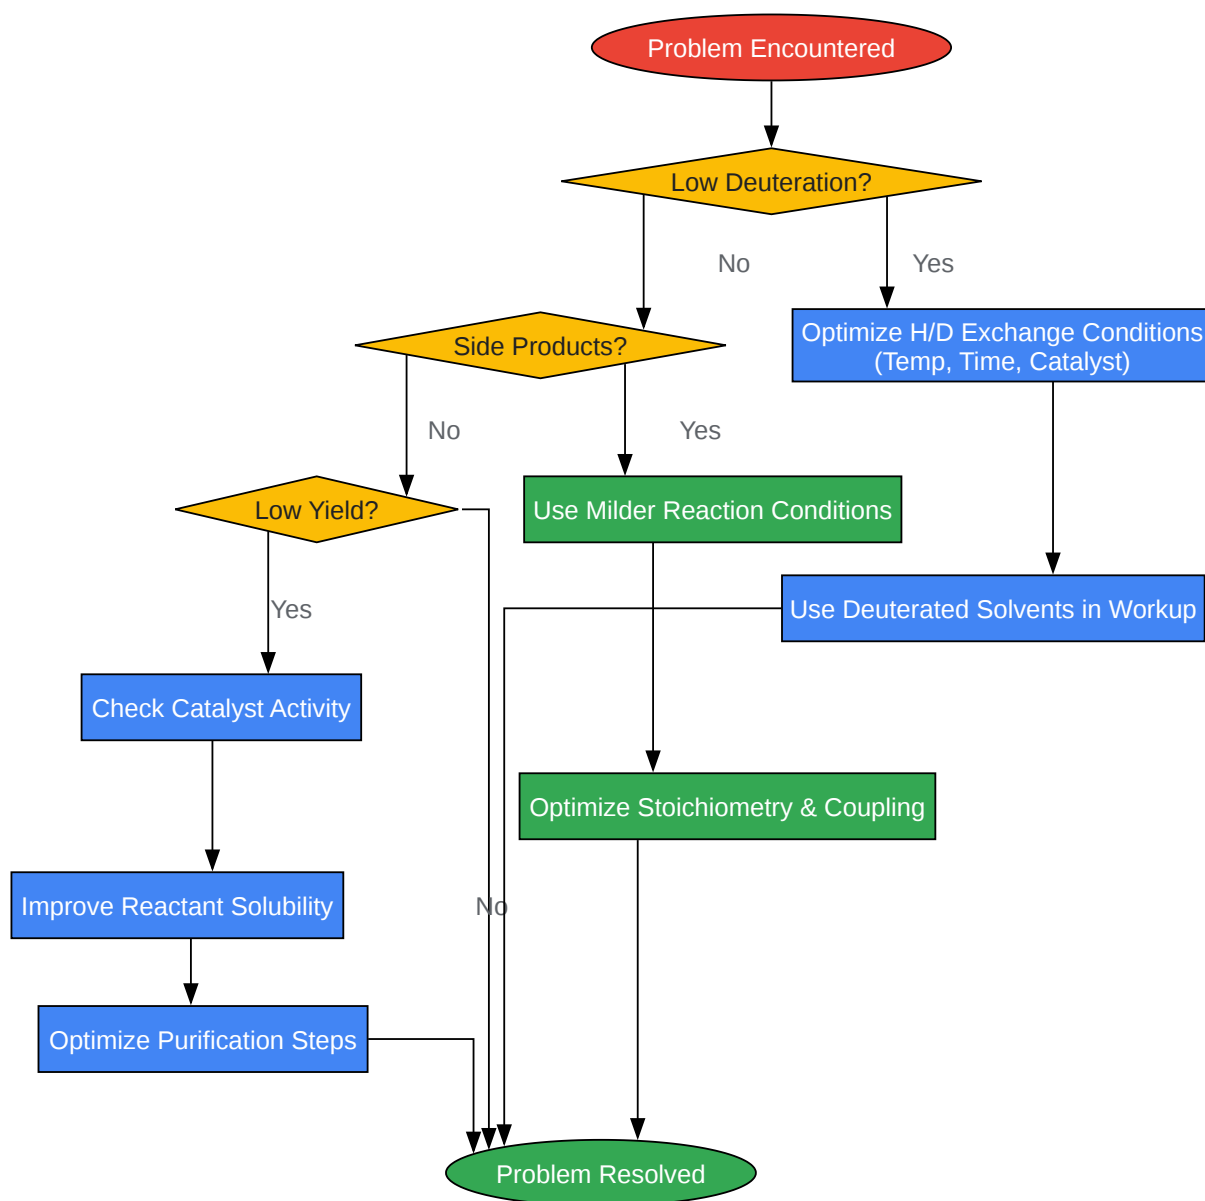 Problem Encountered
Low Deuteration?
No
Yes
Optimize H/D Exchange Conditions
(Temp, Time, Catalyst)
Side Products?
No
Yes
Low Yield?
Use Milder Reaction Conditions
Yes
Use Deuterated Solvents in Workup
Check Catalyst Activity
Optimize Stoichiometry & Coupling
Improve Reactant Solubility
No
Optimize Purification Steps
Problem Resolved